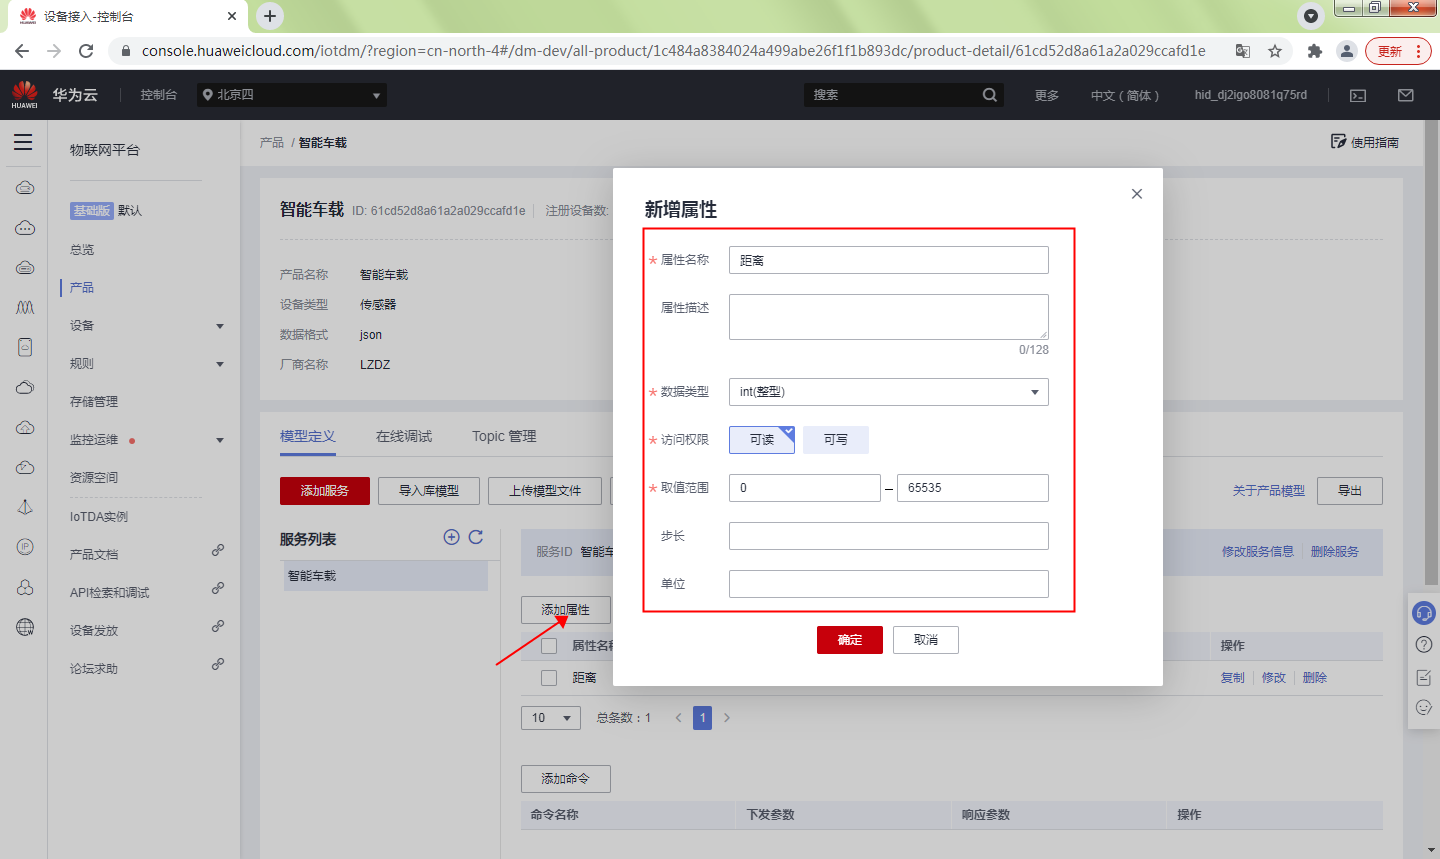 设备接入-控制台
console.huaweicloud.com/iotdm/?region=cn-north-4#/dm-dev/all-product/1c484a8384024a499abe26f1f1b893dc/product-detail/61cd52d8a61a2a029ccafd1e
更新
HUAWEI
华为云
控制台
北京四
搜索
更多
中文 ( 简体 )
hid_dj2igo8081q75rd
物联网平台
基础版 默认
总览
产品
设备
规则
存储管理
监控运维
资源空间
IoTDA实例
产品文档
API检索和调试
设备发放
论坛求助
产品 / 智能车载
使用指南
智能车载 ID: 61cd52d8a61a2a029ccafd1e 注册设备数:
产品名称 智能车载
设备类型 传感器
数据格式 json
厂商名称 LZDZ
模型定义 在线调试 Topic 管理
添加服务 导入库模型 上传模型文件
关于产品模型 导出
服务列表
智能车载
服务ID 智能车
修改服务信息 删除服务
添加属性
属性名称 操作
距离 复制 修改 删除
10 总条数：1 1
添加命令
命令名称 下发参数 响应参数 操作
新增属性
* 属性名称 距离
属性描述
0/128
* 数据类型 int(整型)
* 访问权限 可读 可写
* 取值范围 0 – 65535
步长
单位
确定 取消
IP